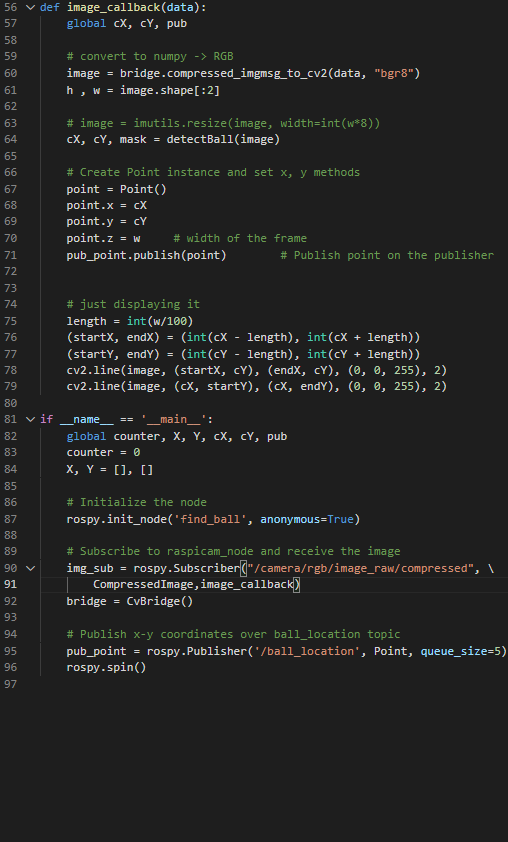 56 def image_callback(data):
57     global cX, cY, pub
58
59     # convert to numpy -> RGB
60     image = bridge.compressed_imgmsg_to_cv2(data, "bgr8")
61     h , w = image.shape[:2]
62
63     # image = imutils.resize(image, width=int(w*8))
64     cX, cY, mask = detectBall(image)
65
66     # Create Point instance and set x, y methods
67     point = Point()
68     point.x = cX
69     point.y = cY
70     point.z = w     # width of the frame
71     pub_point.publish(point)        # Publish point on the publisher
72
73
74     # just displaying it
75     length = int(w/100)
76     (startX, endX) = (int(cX - length), int(cX + length))
77     (startY, endY) = (int(cY - length), int(cY + length))
78     cv2.line(image, (startX, cY), (endX, cY), (0, 0, 255), 2)
79     cv2.line(image, (cX, startY), (cX, endY), (0, 0, 255), 2)
80
81 if __name__ == '__main__':
82     global counter, X, Y, cX, cY, pub
83     counter = 0
84     X, Y = [], []
85
86     # Initialize the node
87     rospy.init_node('find_ball', anonymous=True)
88
89     # Subscribe to raspicam_node and receive the image
90     img_sub = rospy.Subscriber("/camera/rgb/image_raw/compressed", \
91         CompressedImage,image_callback)
92     bridge = CvBridge()
93
94     # Publish x-y coordinates over ball_location topic
95     pub_point = rospy.Publisher('/ball_location', Point, queue_size=5)
96     rospy.spin()
97